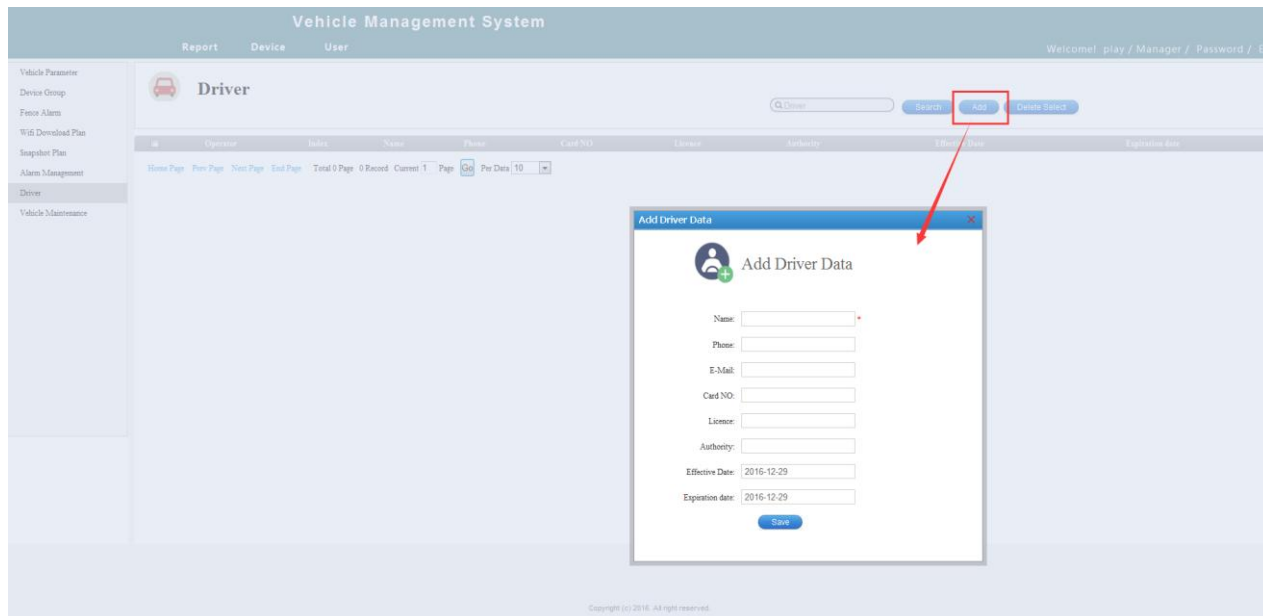 Vehicle Management System
Report Device User
Welcome! play / Manager / Password / E
Vehicle Parameter
Device Group
Fence Alarm
Wifi Download Plan
Snapshot Plan
Alarm Management
Driver
Vehicle Maintenance
Driver
Driver Search Add Delete Select
Operator Index Name Phone Card NO Licence Authority Effective Date Expiration date
Home Page Prev Page Next Page End Page Total 0 Page 0 Record Current 1 Page Go Per Data 10
Add Driver Data
Add Driver Data
Name: *
Phone:
E-Mail:
Card NO:
Licence:
Authority:
Effective Date: 2016-12-29
Expiration date: 2016-12-29
Save
Copyright (c) 2016. All right reserved.